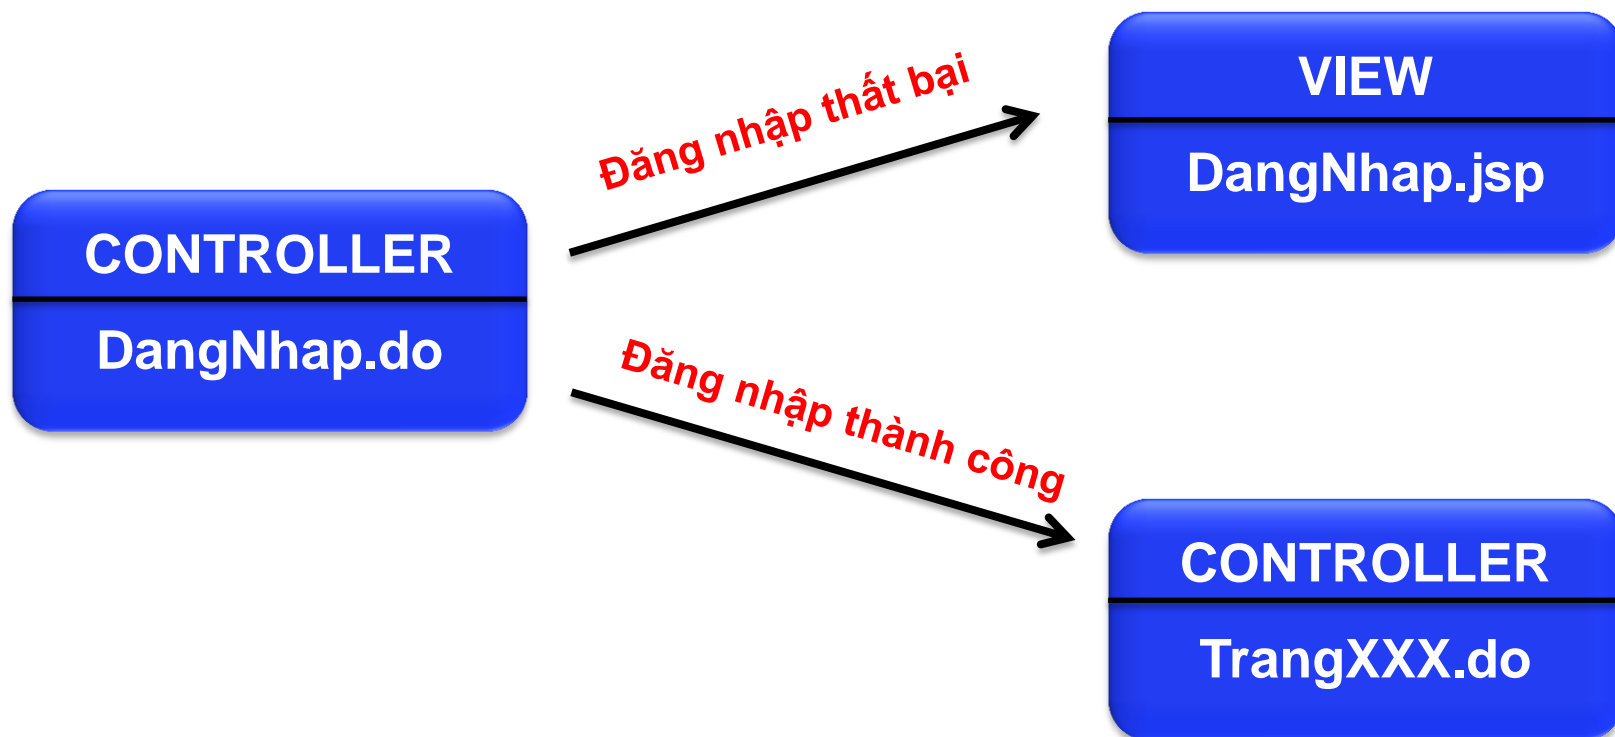 CONTROLLER
DangNhap.do
Đăng nhập thất bại
VIEW
DangNhap.jsp
Đăng nhập thành công
CONTROLLER
TrangXXX.do